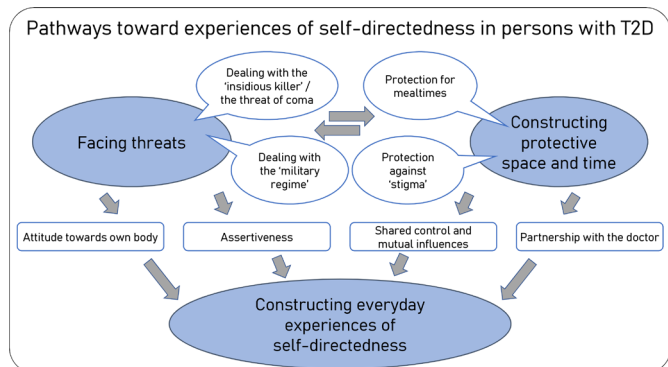 Pathways toward experiences of self-directedness in persons with T2D
Dealing with the
'insidious killer' /
the threat of coma
Protection for
mealtimes
Facing threats
Constructing
protective
space and time
Dealing with
the 'military
regime'
Protection
against
'stigma'
Attitude towards own body
Assertiveness
Shared control and
mutual influences
Partnership with the doctor
Constructing everyday
experiences of
self-directedness